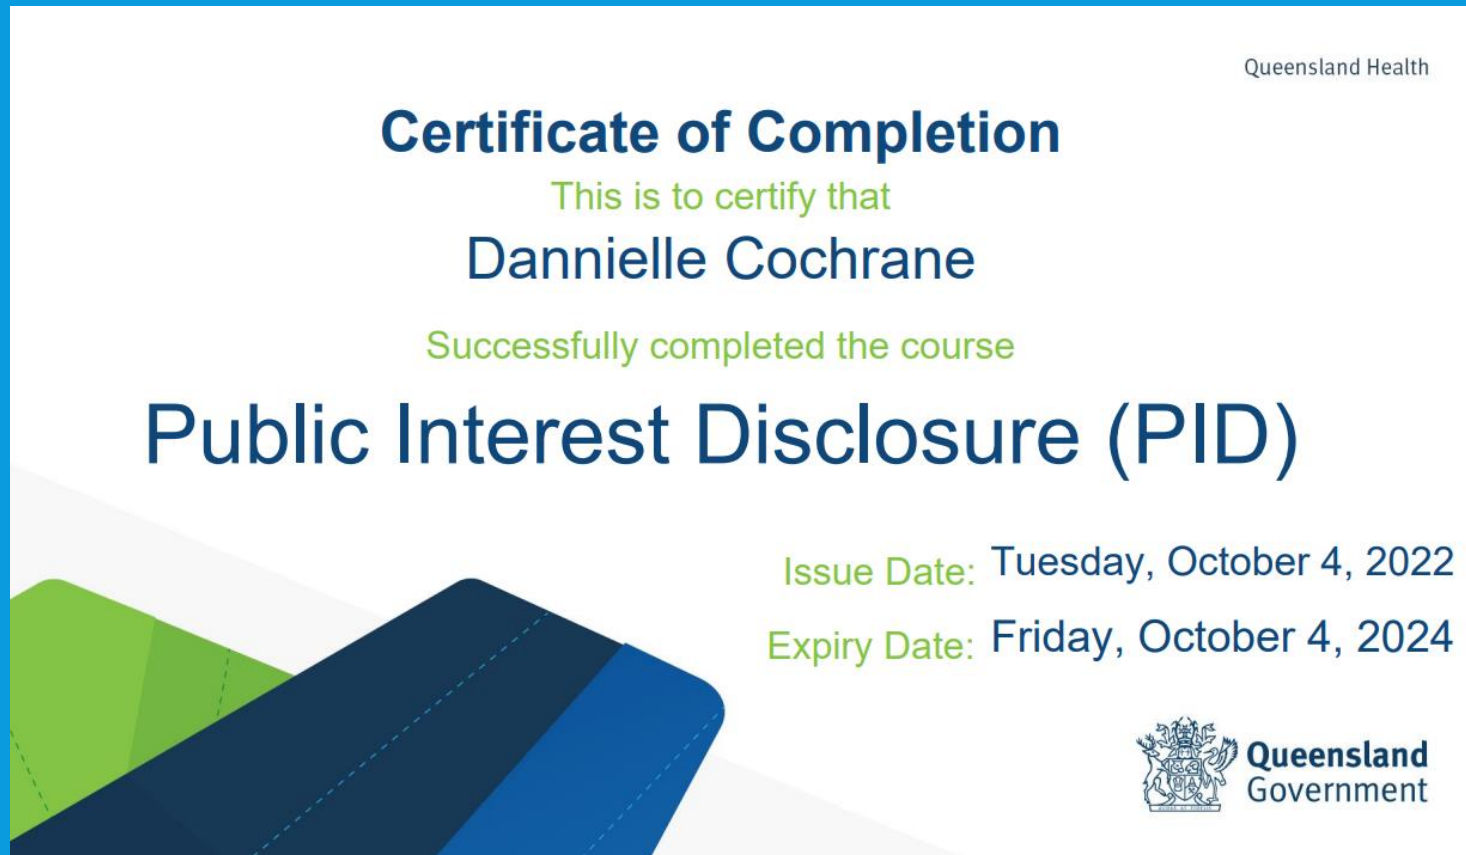 Queensland Health
Certificate of Completion
This is to certify that
Dannielle Cochrane
Successfully completed the course
Public Interest Disclosure (PID)
Issue Date: Tuesday, October 4, 2022
Expiry Date: Friday, October 4, 2024
Queensland
Government